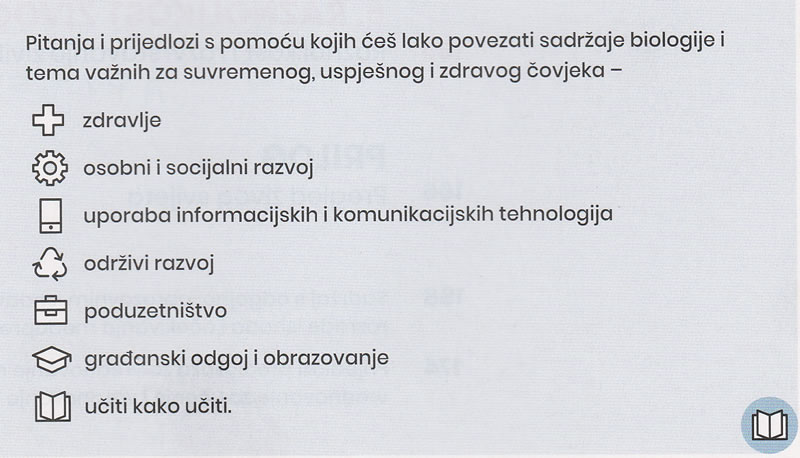 Pitanja i prijedlozi s pomoću kojih ćeš lako povezati sadržaje biologije i
tema važnih za suvremenog, uspješnog i zdravog čovjeka –
zdravlje
osobni i socijalni razvoj
uporaba informacijskih i komunikacijskih tehnologija
održivi razvoj
poduzetništvo
građanski odgoj i obrazovanje
učiti kako učiti.